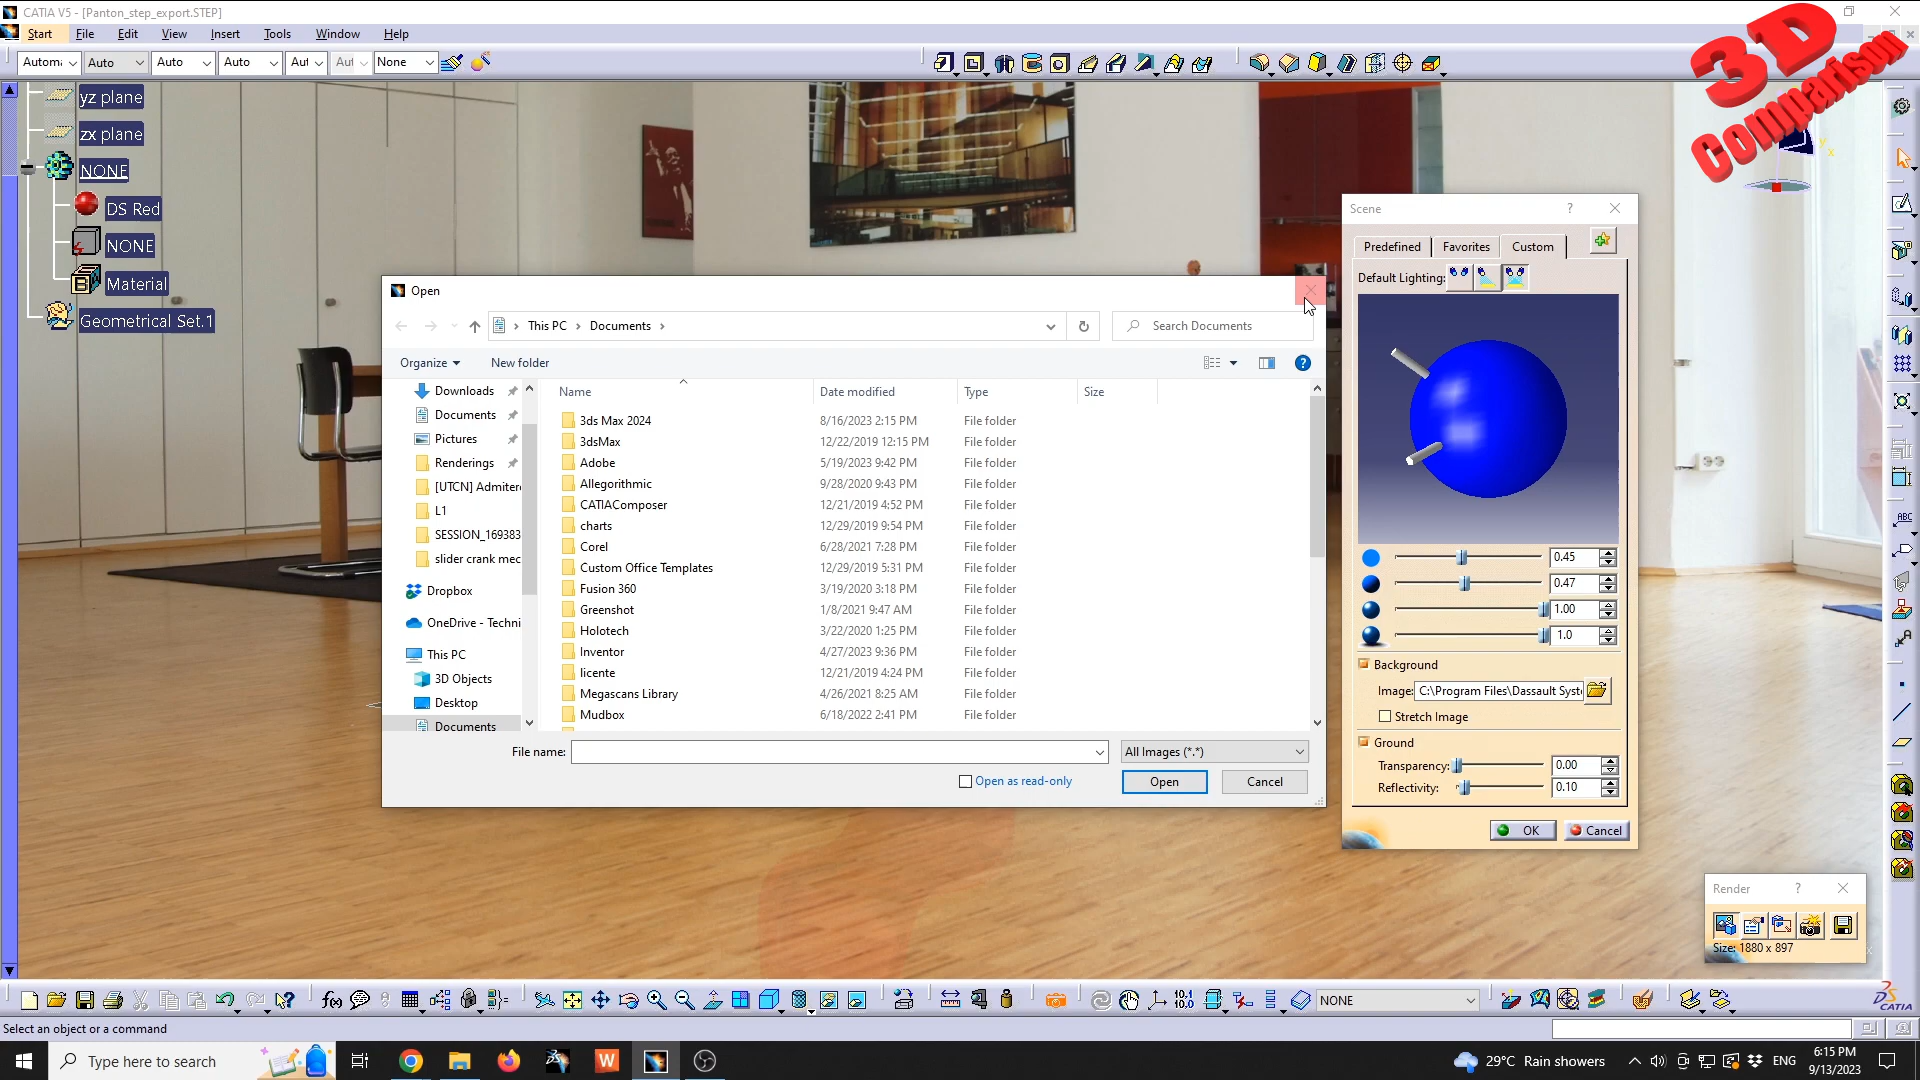 CATIA V5 - [Panton_step_export.STEP]
Start File Edit View Insert Tools Window Help
Auto Auto Auto None
3D Comparison
yz plane
zx plane
NONE
DS Red
NONE
Material
Geometrical Set.1
Open
This PC > Documents >
Search Documents
Organize
New folder
Name Date modified Type Size
Downloads
Documents
Pictures
Renderings
L1
SESSION_169383
slider crank mec
Dropbox
OneDrive - Techni
This PC
3D Objects
Desktop
Documents
3ds Max 2024 8/16/2023 2:15 PM File folder
3dsMax 12/22/2019 12:15 PM File folder
Adobe 5/19/2023 9:42 PM File folder
Allegorithmic 9/28/2020 9:43 PM File folder
CATIAComposer 12/21/2019 4:52 PM File folder
charts 12/29/2019 9:54 PM File folder
Corel 6/28/2021 7:28 PM File folder
Custom Office Templates 12/29/2019 5:31 PM File folder
Fusion 360 3/19/2020 3:18 PM File folder
Greenshot 1/8/2021 9:47 AM File folder
Holotech 3/22/2020 1:25 PM File folder
Inventor 4/27/2023 9:36 PM File folder
licente 12/21/2019 4:24 PM File folder
Megascans Library 4/26/2021 8:25 AM File folder
Mudbox 6/18/2022 2:41 PM File folder
File name:
All Images (*.*)
Open as read-only
Open
Cancel
Scene
Predefined Favorites Custom
Default Lighting:
0.45
0.47
1.00
1.0
Background
Image: C:\Program Files\Dassault Syst
Stretch Image
Ground
Transparency: 0.00
Reflectivity: 0.10
OK Cancel
Render
Size: 1880 x 897
NONE
CATIA
Select an object or a command
Type here to search
29°C Rain showers
ENG
6:15 PM
9/13/2023